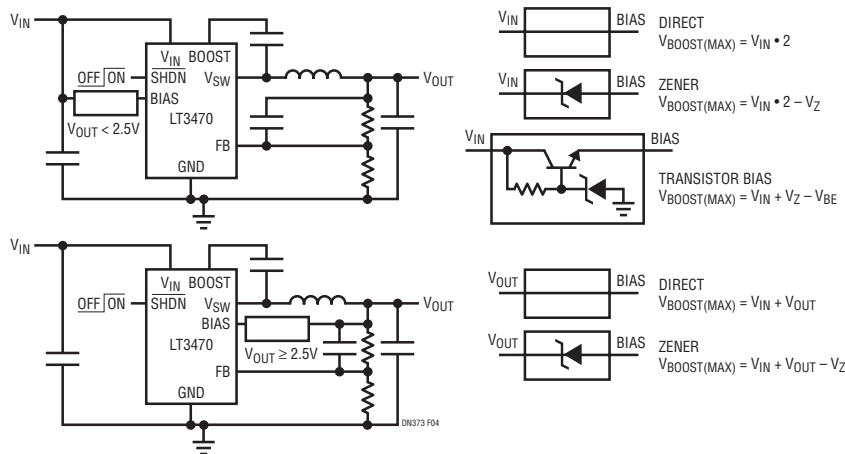 VIN
VIN BOOST
OFF ON
SHDN
VSW
VOUT
BIAS
VOUT < 2.5V
LT3470
FB
GND
VIN
BIAS
DIRECT
VBOOST(MAX) = VIN • 2
VIN
BIAS
ZENER
VBOOST(MAX) = VIN • 2 – VZ
VIN
BIAS
TRANSISTOR BIAS
VBOOST(MAX) = VIN + VZ – VBE
VIN
VIN BOOST
OFF ON
SHDN
VSW
VOUT
BIAS
LT3470
VOUT ≥ 2.5V
FB
GND
DN373 F04
VOUT
BIAS
DIRECT
VBOOST(MAX) = VIN + VOUT
VOUT
BIAS
ZENER
VBOOST(MAX) = VIN + VOUT – VZ